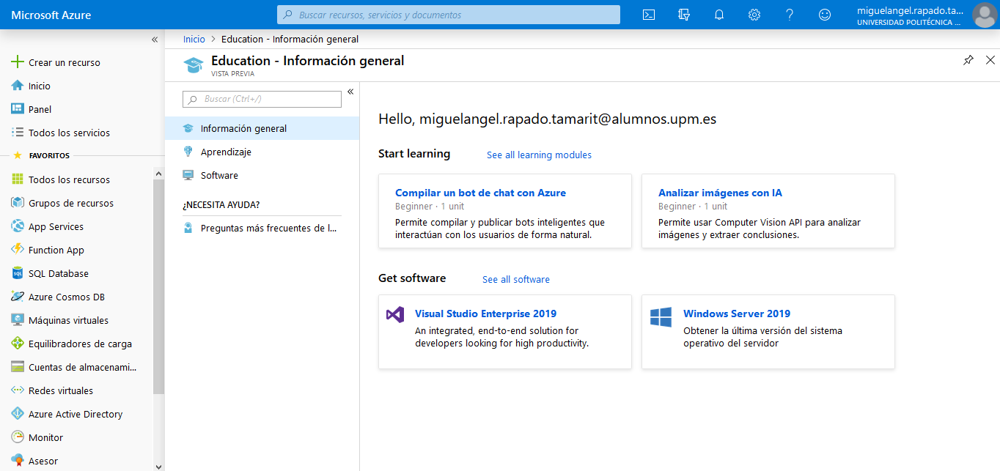 Microsoft Azure
Buscar recursos, servicios y documentos
miguelangel.rapado.ta...
UNIVERSIDAD POLITÉCNICA ...
Crear un recurso
Inicio
Panel
Todos los servicios
FAVORITOS
Todos los recursos
Grupos de recursos
App Services
Function App
SQL
SQL Database
Azure Cosmos DB
Máquinas virtuales
Equilibradores de carga
Cuentas de almacenami...
Redes virtuales
Azure Active Directory
Monitor
Asesor
Inicio > Education - Información general
Education - Información general
VISTA PREVIA
Buscar (Ctrl+/)
Información general
Aprendizaje
Software
¿NECESITA AYUDA?
Preguntas más frecuentes de l...
Hello, miguelangel.rapado.tamarit@alumnos.upm.es
Start learning
See all learning modules
Compilar un bot de chat con Azure
Beginner · 1 unit
Permite compilar y publicar bots inteligentes que
interactúan con los usuarios de forma natural.
Analizar imágenes con IA
Beginner · 1 unit
Permite usar Computer Vision API para analizar
imágenes y extraer conclusiones.
Get software
See all software
Visual Studio Enterprise 2019
An integrated, end-to-end solution for
developers looking for high productivity.
Windows Server 2019
Obtener la última versión del sistema
operativo del servidor